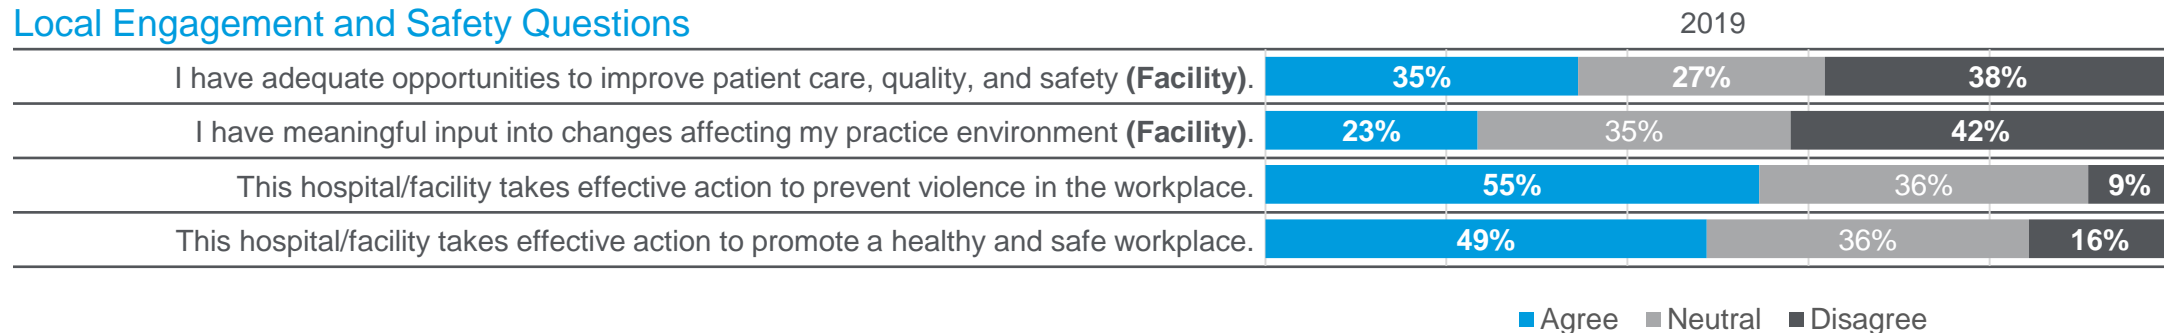 Local Engagement and Safety Questions 2019
I have adequate opportunities to improve patient care, quality, and safety (Facility). 35% 27% 38%
I have meaningful input into changes affecting my practice environment (Facility). 23% 35% 42%
This hospital/facility takes effective action to prevent violence in the workplace. 55% 36% 9%
This hospital/facility takes effective action to promote a healthy and safe workplace. 49% 36% 16%
Agree Neutral Disagree